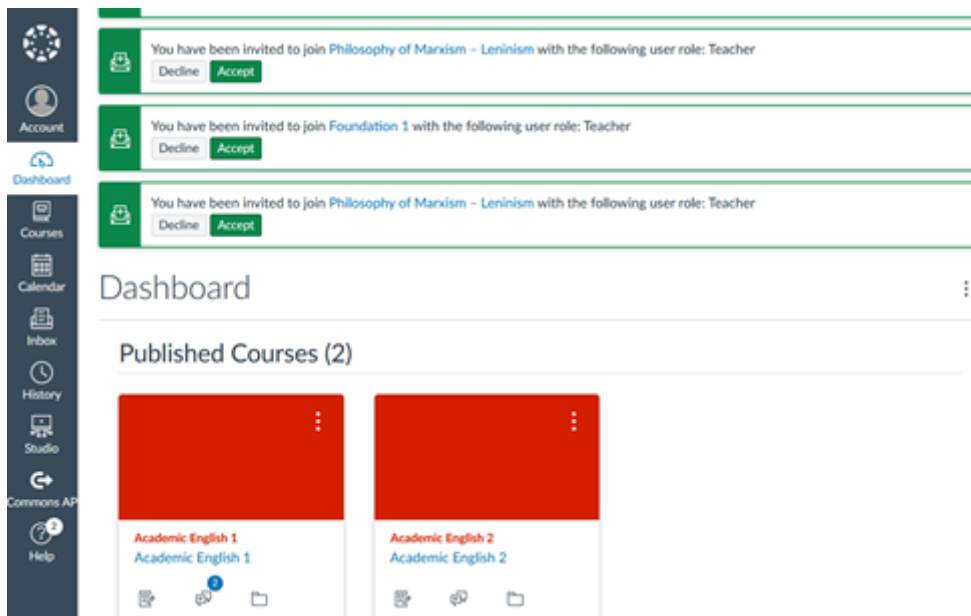 You have been invited to join Philosophy of Marxism – Leninism with the following user role: Teacher
Decline Accept
You have been invited to join Foundation 1 with the following user role: Teacher
Decline Accept
You have been invited to join Philosophy of Marxism – Leninism with the following user role: Teacher
Decline Accept
Account
Dashboard
Courses
Calendar
Inbox
History
Studio
Commons AP
2
Help
Dashboard
Published Courses (2)
Academic English 1
Academic English 1
2
Academic English 2
Academic English 2